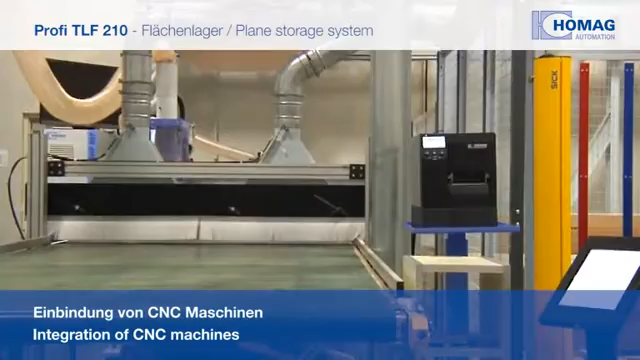 Profi TLF 210 - Flächenlager / Plane storage system
HOMAG
AUTOMATION
SICK
Einbindung von CNC Maschinen
Integration of CNC machines